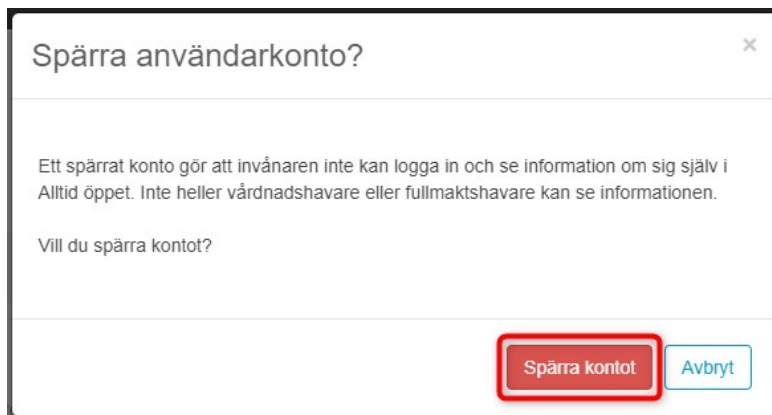 Spärra användarkonto?
×
Ett spärrat konto gör att invånaren inte kan logga in och se information om sig själv i
Alltid öppet. Inte heller vårdnadshavare eller fullmaktshavare kan se informationen.
Vill du spärra kontot?
Spärra kontot Avbryt